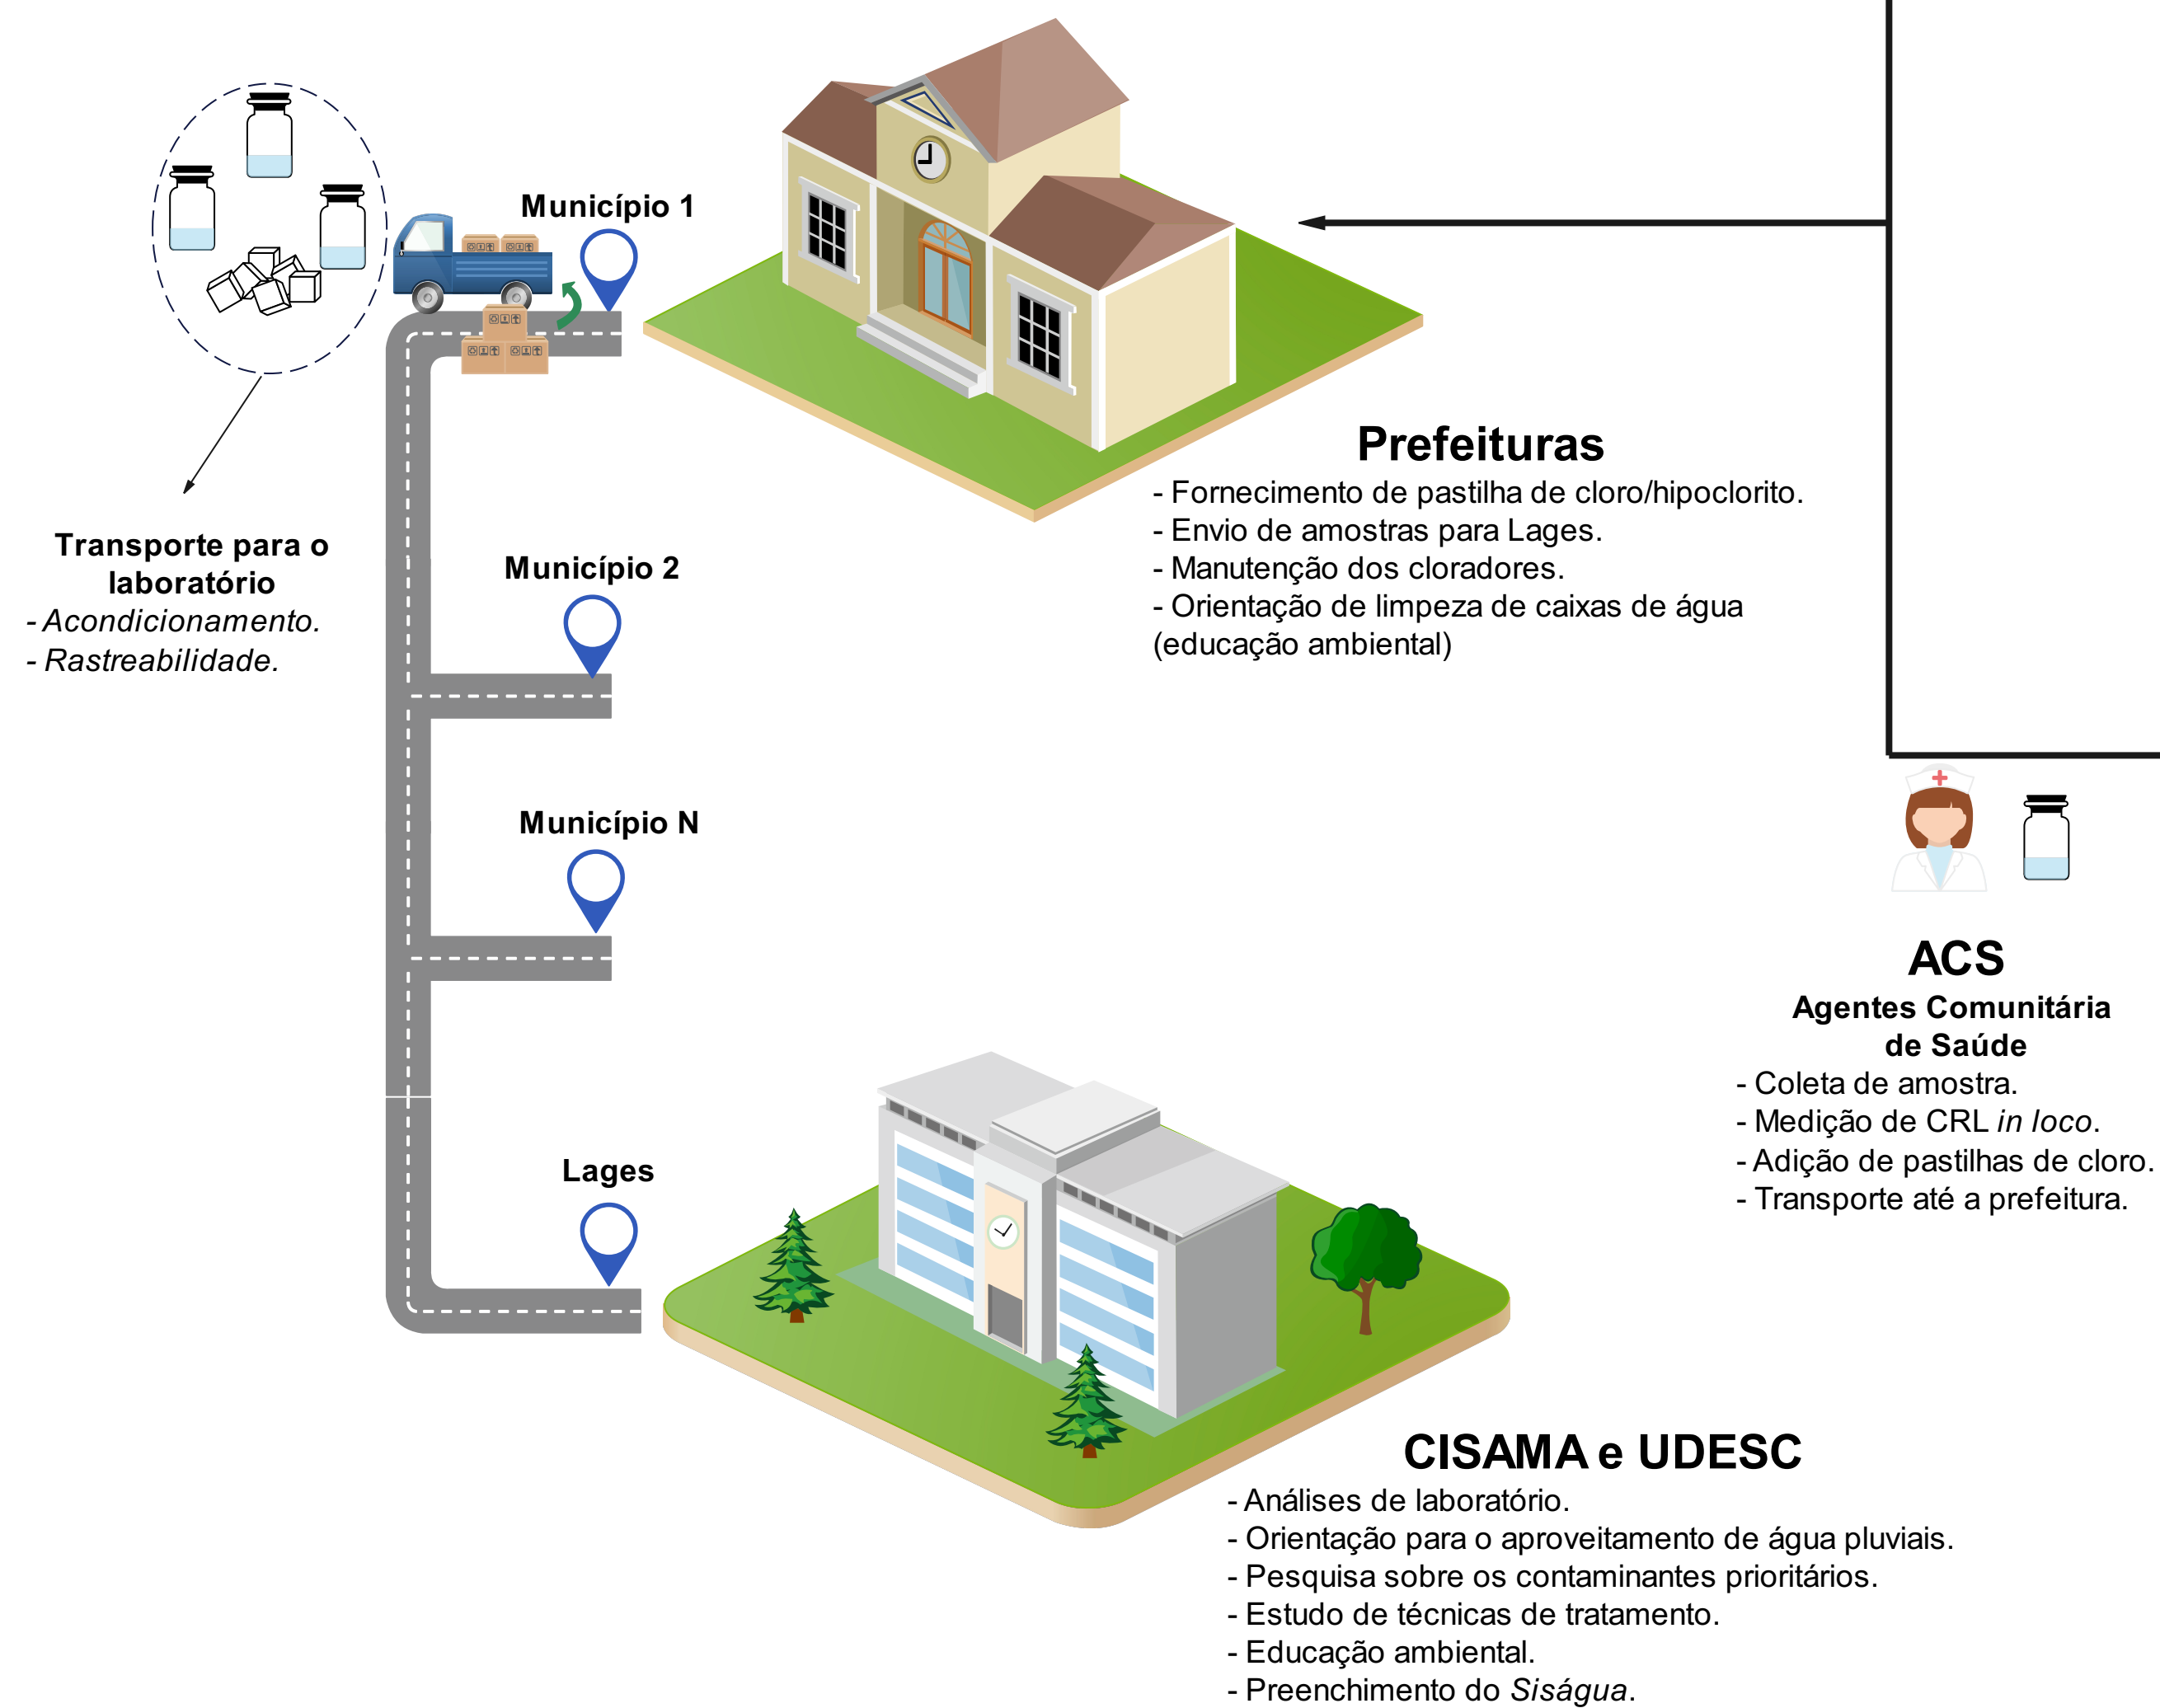 Município 1
Prefeituras
- Fornecimento de pastilha de cloro/hipoclorito.
- Envio de amostras para Lages.
- Manutenção dos cloradores.
- Orientação de limpeza de caixas de água
(educação ambiental)
Transporte para o
laboratório
- Acondicionamento.
- Rastreabilidade.
Município 2
Município N
ACS
Agentes Comunitária
de Saúde
- Coleta de amostra.
- Medição de CRL in loco.
- Adição de pastilhas de cloro.
- Transporte até a prefeitura.
Lages
CISAMA e UDESC
- Análises de laboratório.
- Orientação para o aproveitamento de água pluviais.
- Pesquisa sobre os contaminantes prioritários.
- Estudo de técnicas de tratamento.
- Educação ambiental.
- Preenchimento do Siságua.